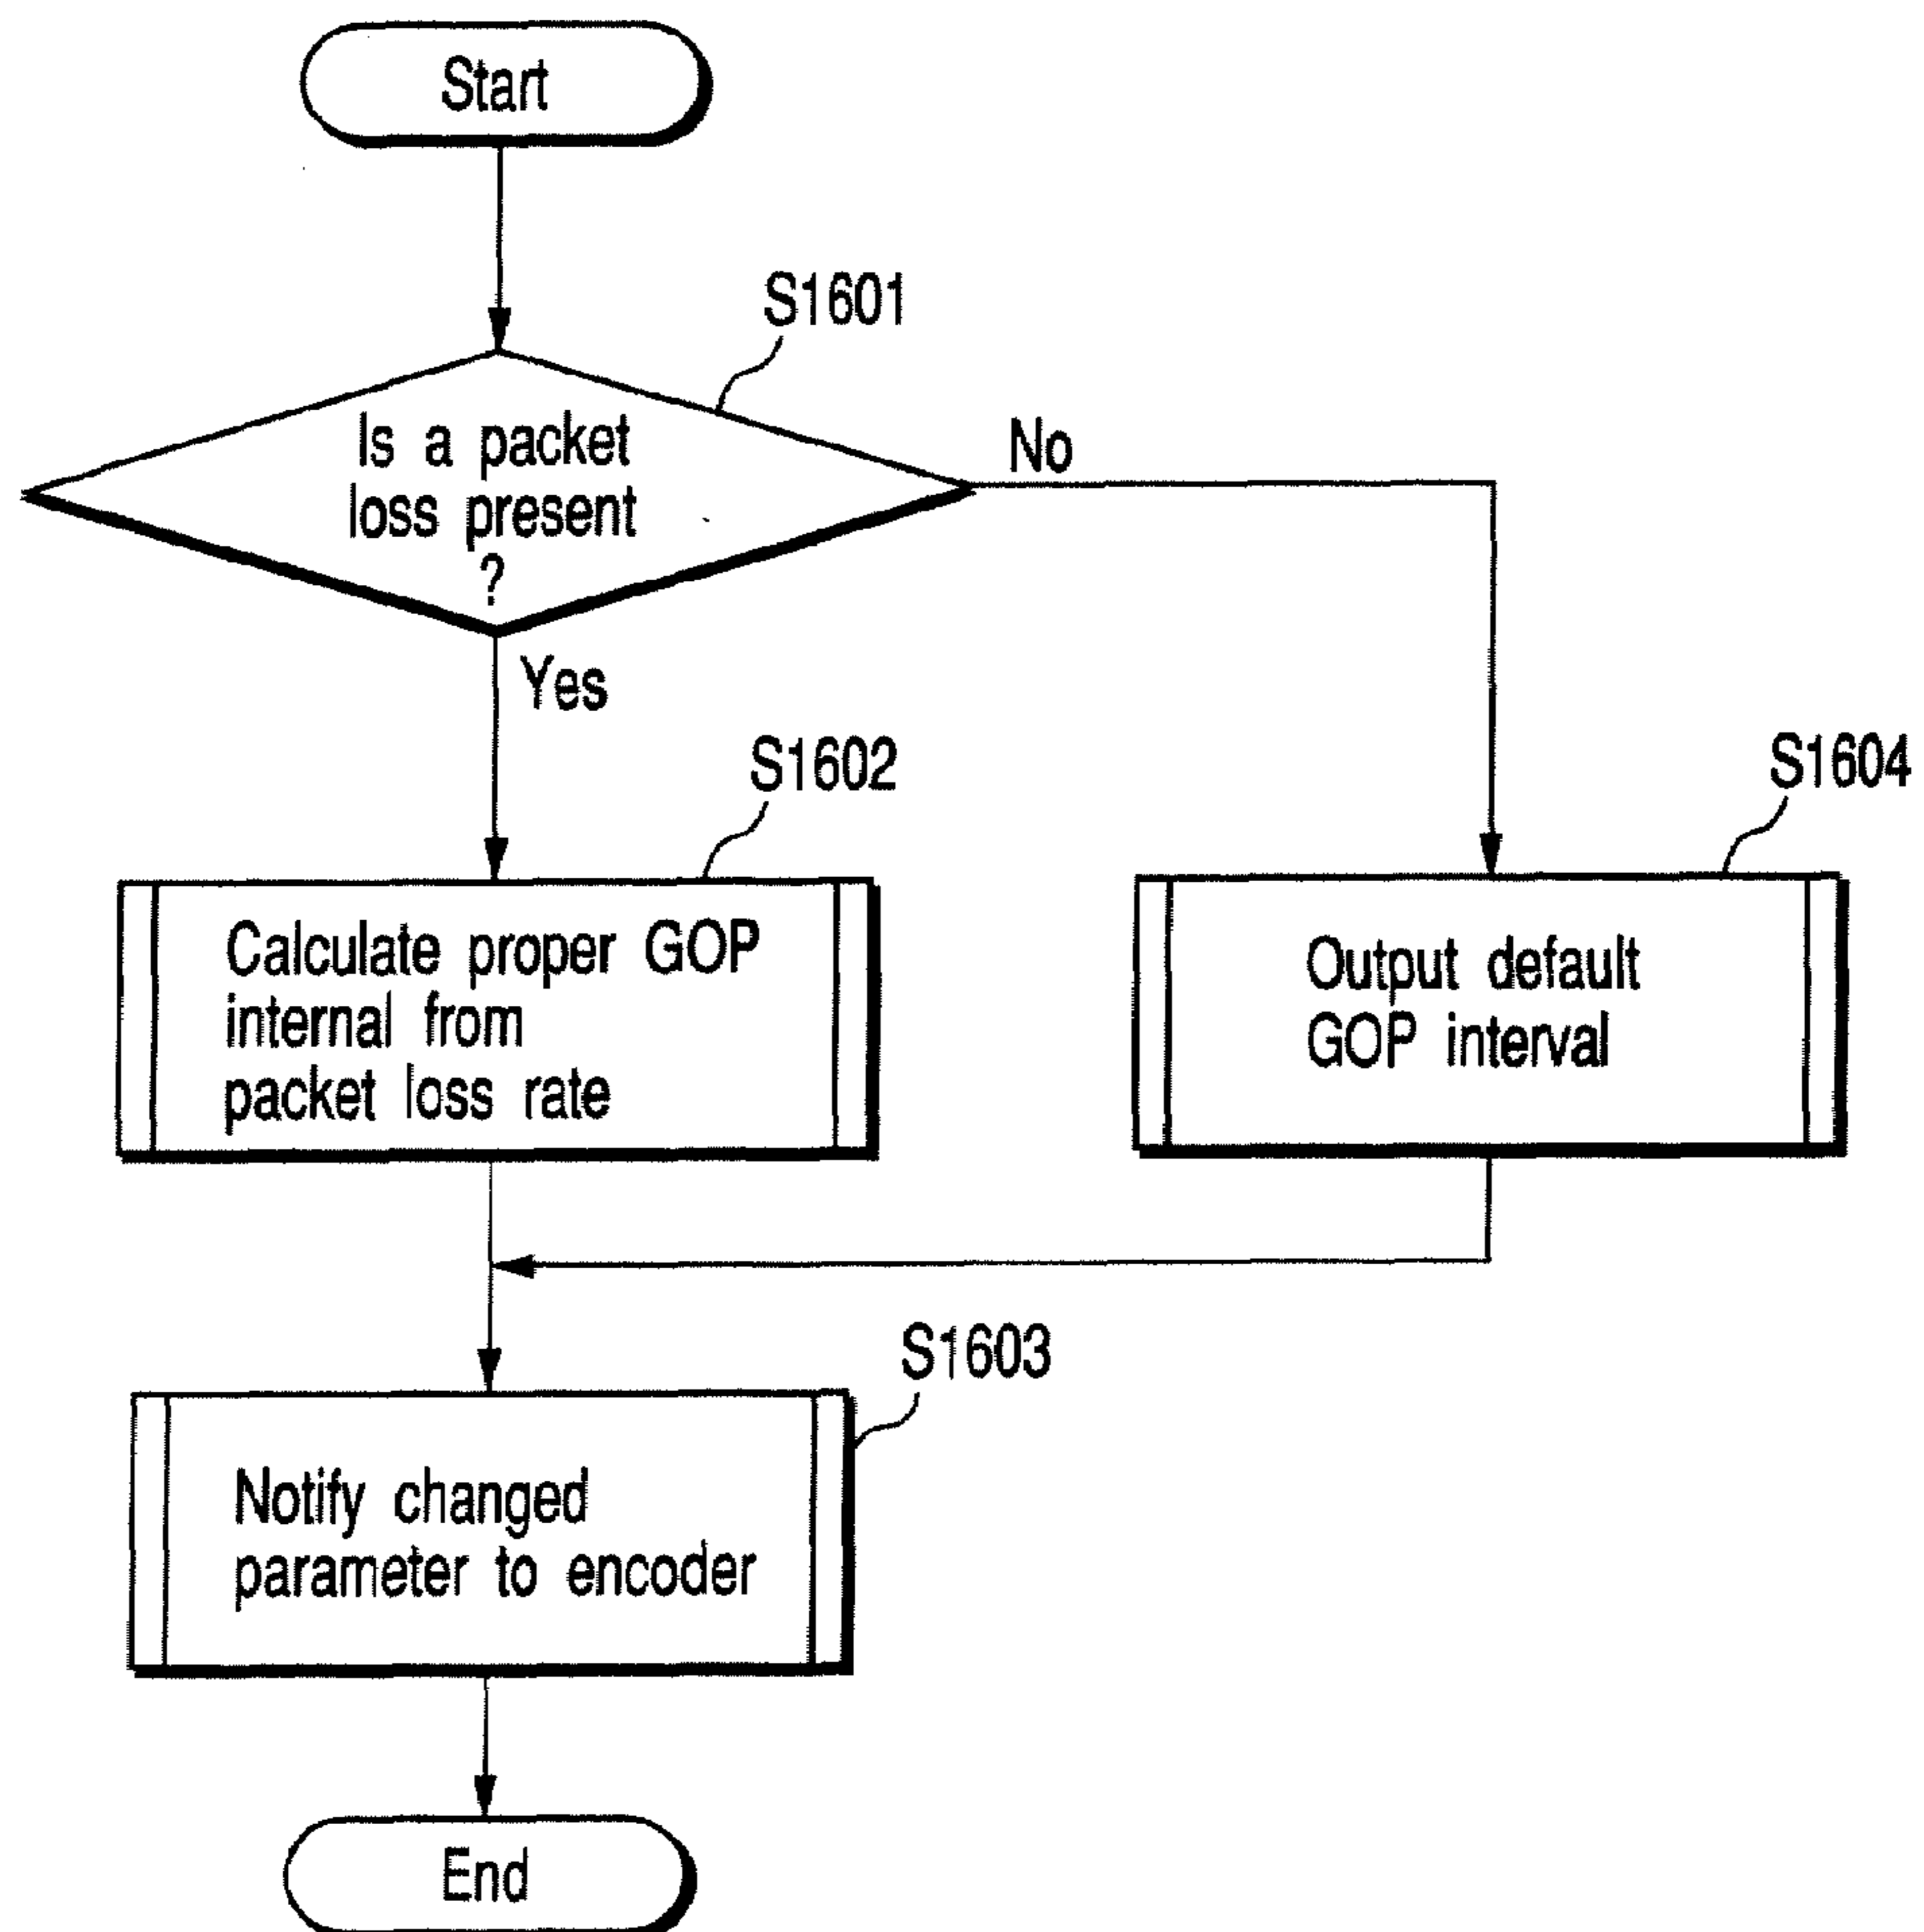 Start
S1601
Is a packet
loss present
?
No
Yes
S1602
Calculate proper GOP
internal from
packet loss rate
S1604
Output default
GOP interval
S1603
Notify changed
parameter to encoder
End